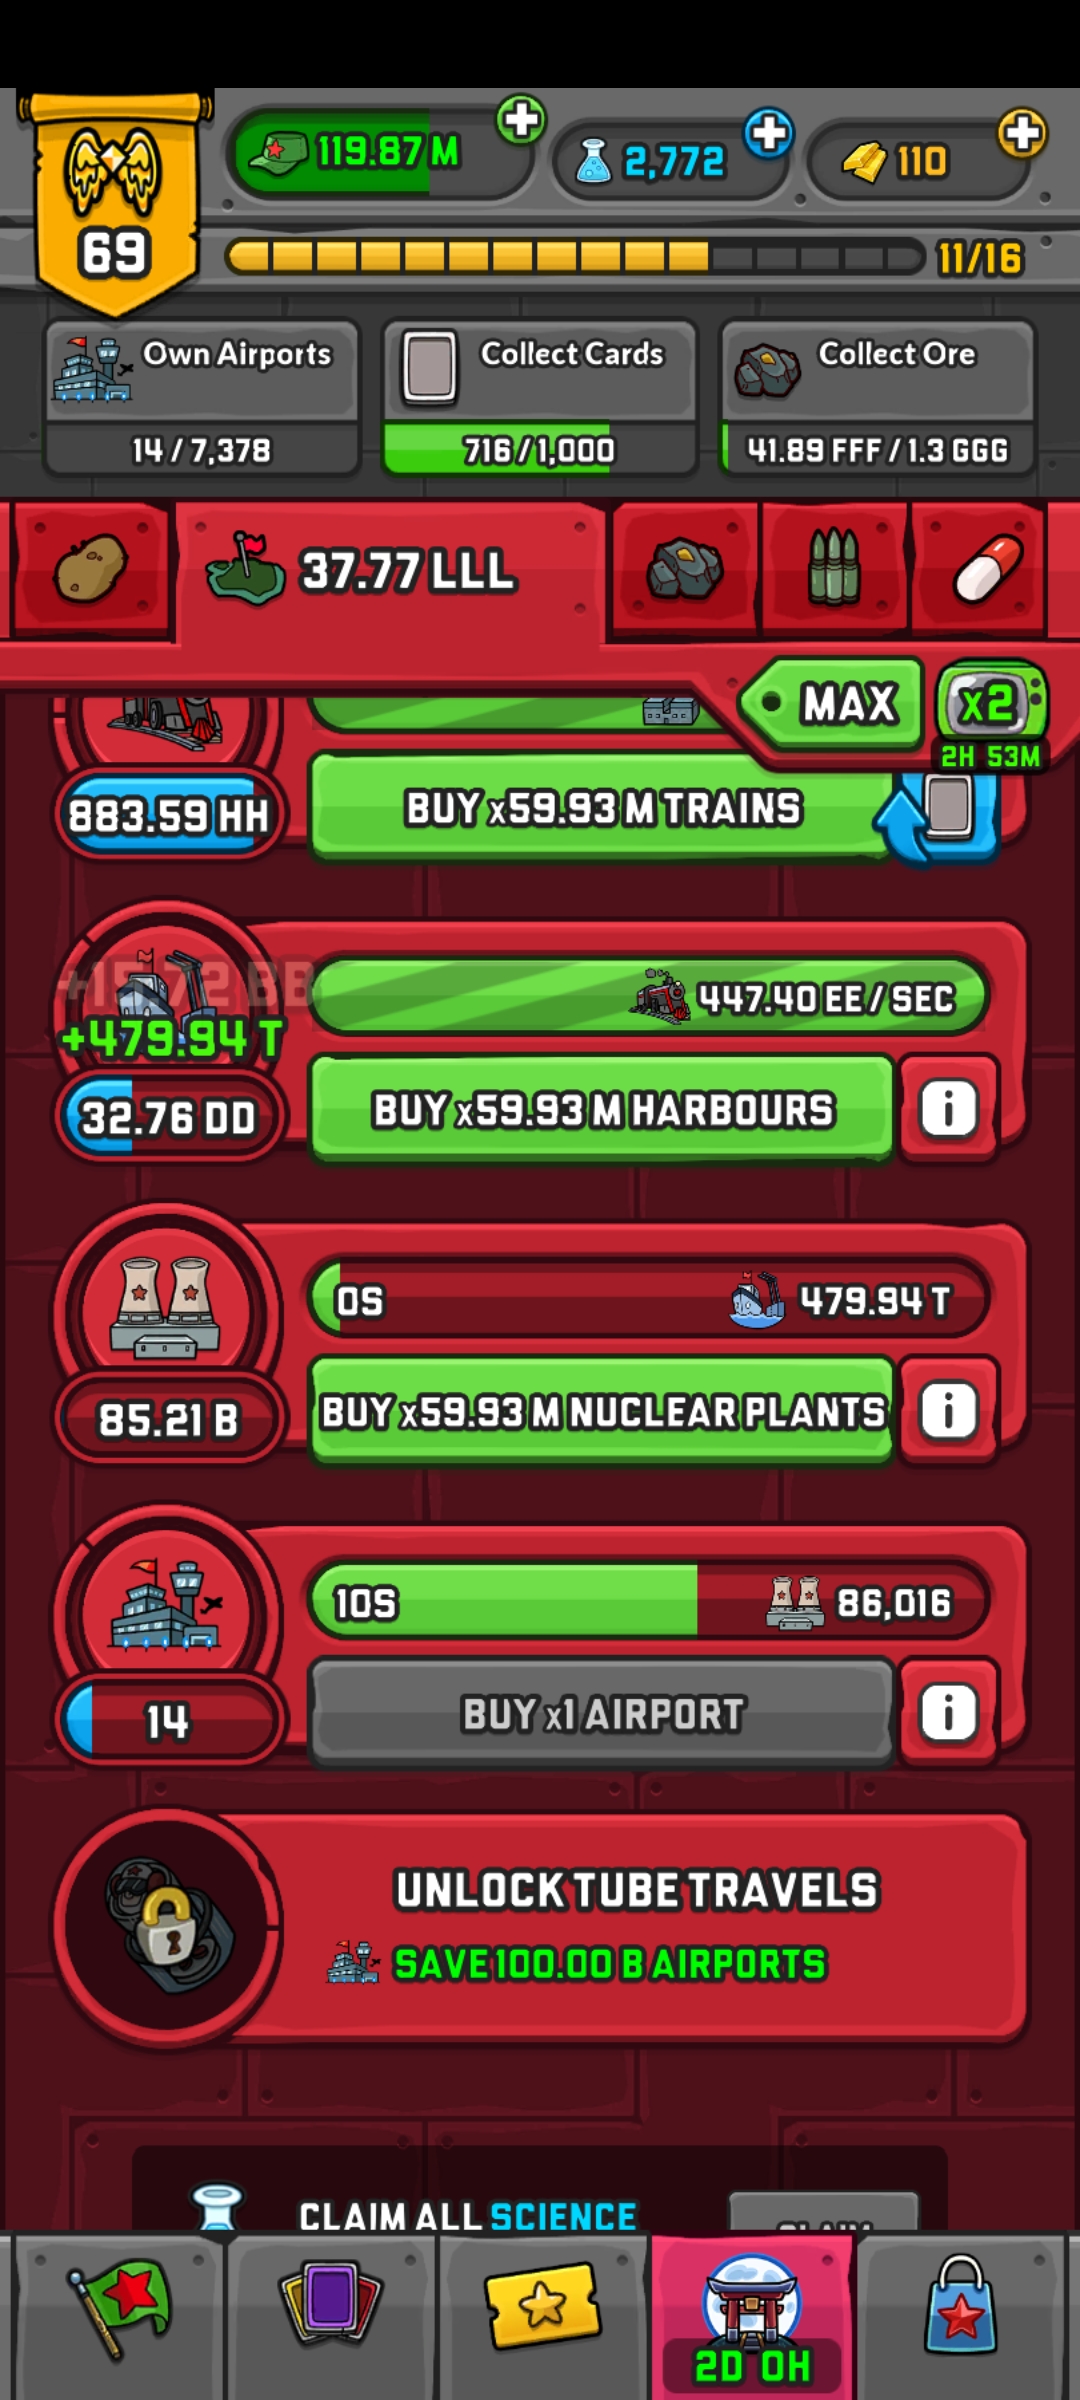 119.87 M
2,772
110
69
11/16
Own Airports
Collect Cards
Collect Ore
14 / 7,378
716 / 1,000
41.89 FFF / 1.3 GGG
37.77 LLL
MAX
x2
2H 53M
883.59 HH
BUY x59.93 M TRAINS
447.40 EE / SEC
+479.94 T
32.76 DD
BUY x59.93 M HARBOURS
i
0S
479.94 T
85.21 B
BUY x59.93 M NUCLEAR PLANTS
i
10S
86,016
14
BUY x1 AIRPORT
i
UNLOCK TUBE TRAVELS
SAVE 100.00 B AIRPORTS
CLAIM ALL SCIENCE
CLAIM
2D 0H